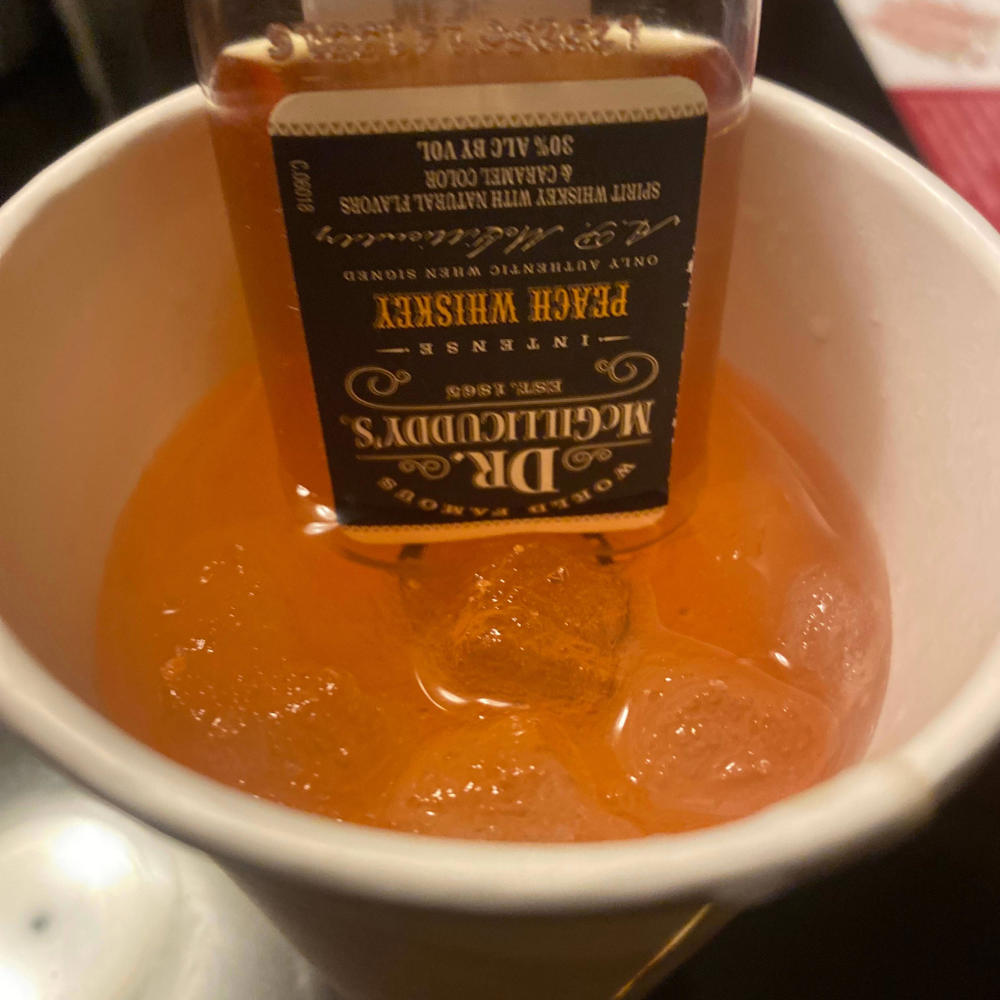 WORLD FAMOUS
DR.
McGILLICUDDY'S
EST. 1865
INTENSE
PEACH WHISKEY
ONLY AUTHENTIC WHEN SIGNED
SPIRIT WHISKEY WITH NATURAL FLAVORS
& CARAMEL COLOR
30% ALC BY VOL
C.06018